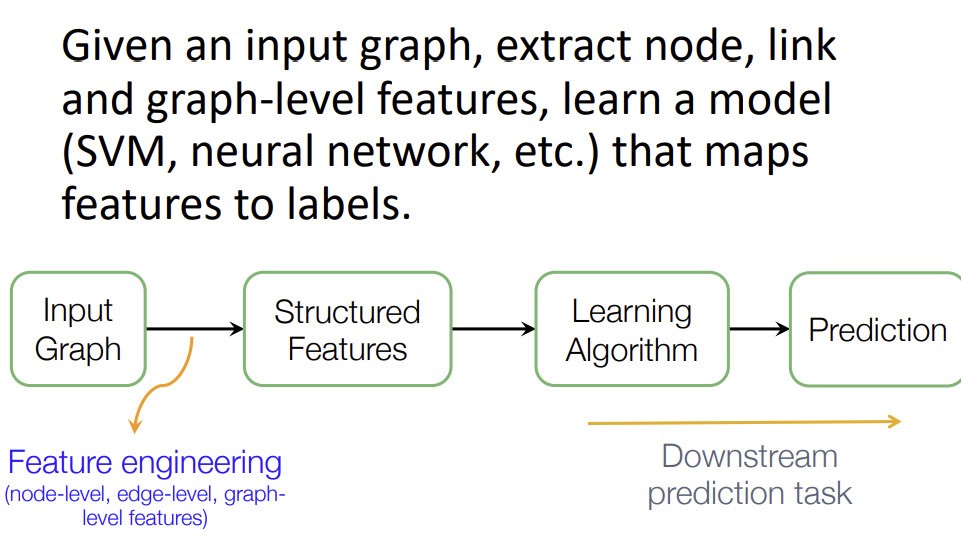 Given an input graph, extract node, link
and graph-level features, learn a model
(SVM, neural network, etc.) that maps
features to labels.
Input
Graph
Structured
Features
Learning
Algorithm
Prediction
Feature engineering
(node-level, edge-level, graph-
level features)
Downstream
prediction task